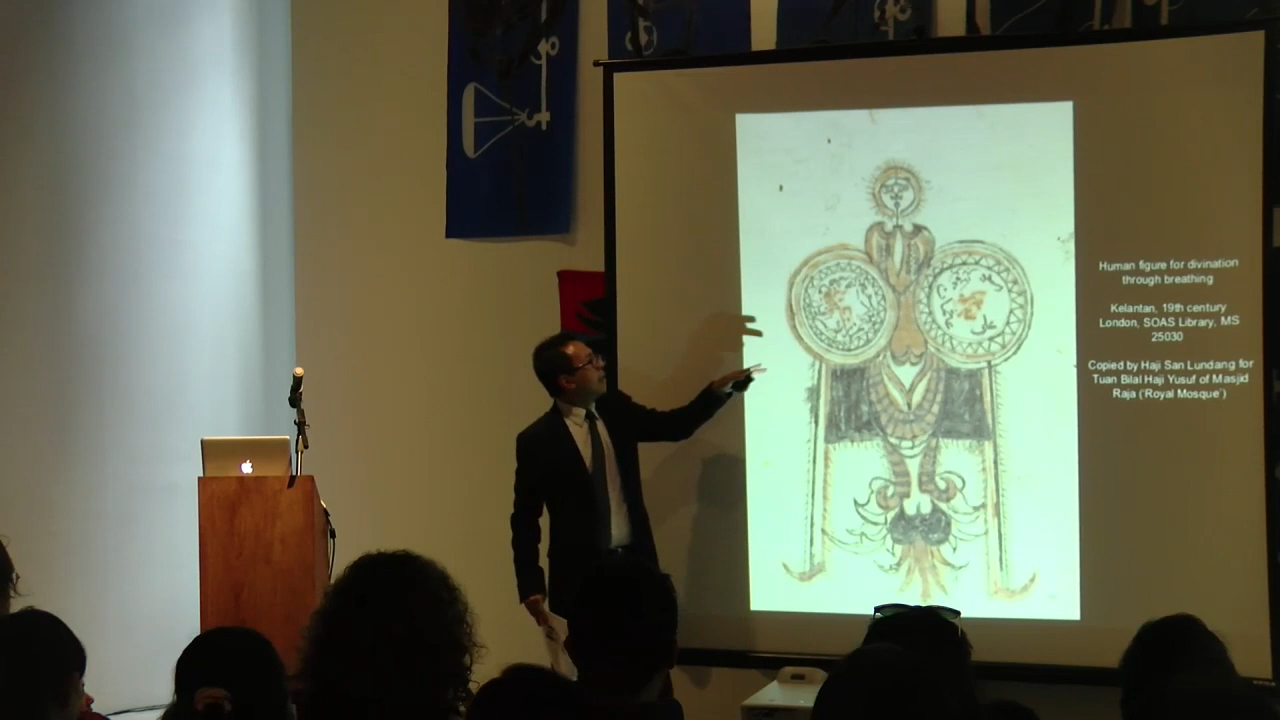 Human figure for divination
through breathing
Kelantan, 19th century
London, SOAS Library, MS
25030
Copied by Haji San Lundang for
Tuan Bilal Haji Yusuf of Masjid
Raja ('Royal Mosque')